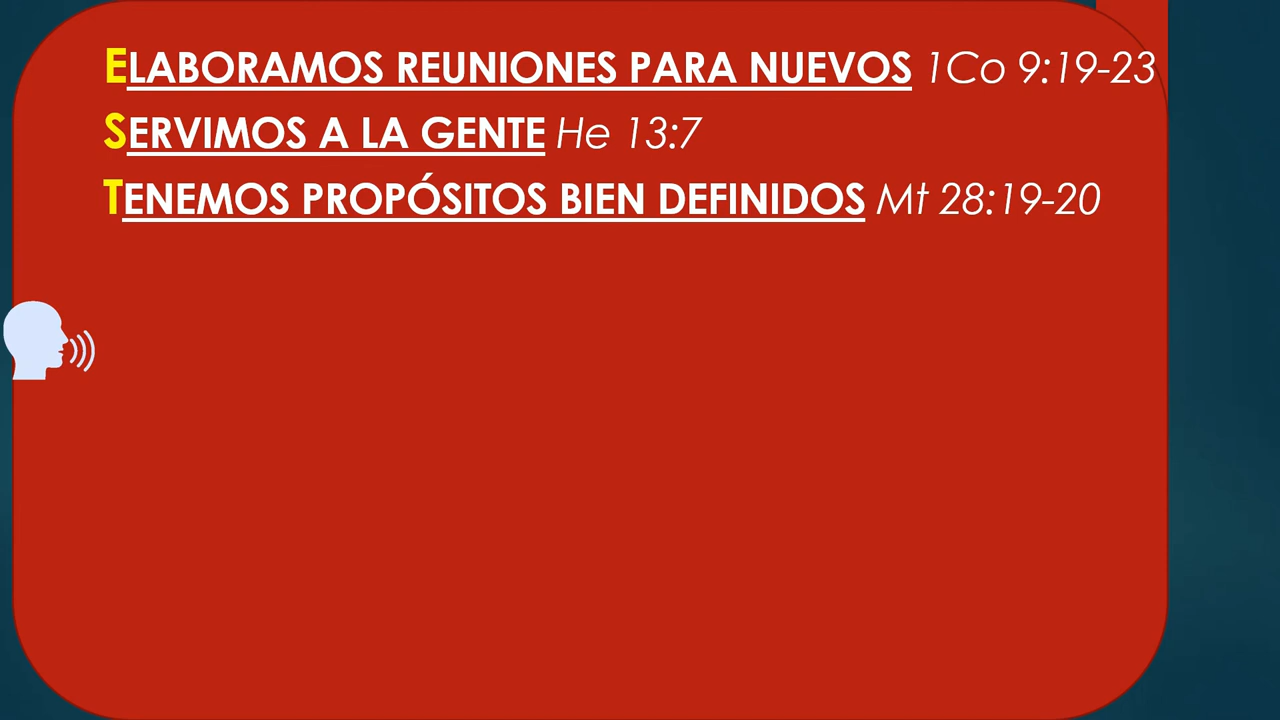 ELABORAMOS REUNIONES PARA NUEVOS 1Co 9:19-23
SERVIMOS A LA GENTE He 13:7
TENEMOS PROPÓSITOS BIEN DEFINIDOS Mt 28:19-20